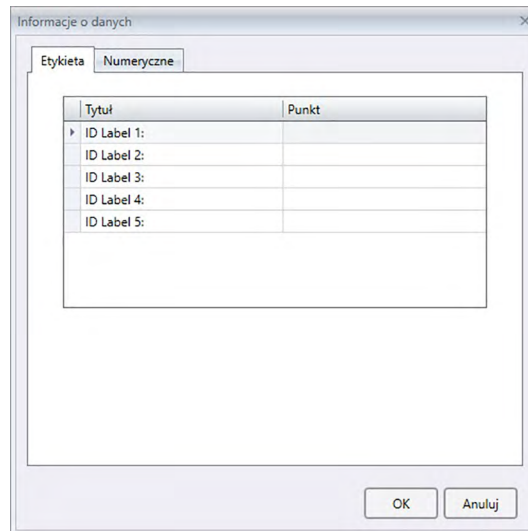 Informacje o danych
Etykieta Numeryczne
Tytuł Punkt
ID Label 1:
ID Label 2:
ID Label 3:
ID Label 4:
ID Label 5:
OK Anuluj